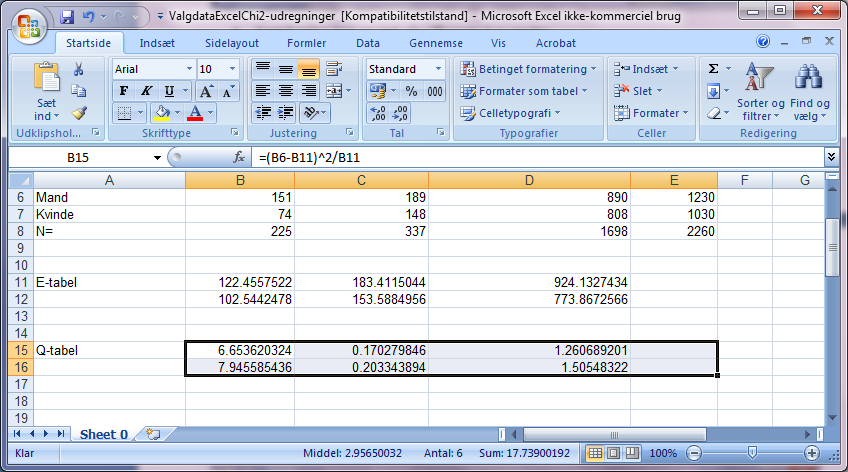 ValgdataExcelChi2-udregninger [Kompatibilitetstilstand] - Microsoft Excel ikke-kommerciel brug
Startside Indsæt Sidelayout Formler Data Gennemse Vis Acrobat
Sæt ind
Arial 10
F K U A A
A
Standard
% 000
Betinget formatering
Formater som tabel
Celletypografi
Indsæt
Slet
Formater
Σ
Sorter og filtrer
Find og vælg
Udklipshol... Skrifttype Justering Tal Typografier Celler Redigering
B15 fx =(B6-B11)^2/B11
A B C D E F G
6 Mand 151 189 890 1230
7 Kvinde 74 148 808 1030
8 N= 225 337 1698 2260
9
10
11 E-tabel 122.4557522 183.4115044 924.1327434
12 102.5442478 153.5884956 773.8672566
13
14
15 Q-tabel 6.653620324 0.170279846 1.260689201
16 7.945585436 0.203343894 1.50548322
17
18
19
Sheet 0
Klar Middel: 2.95650032 Antal: 6 Sum: 17.73900192 100%